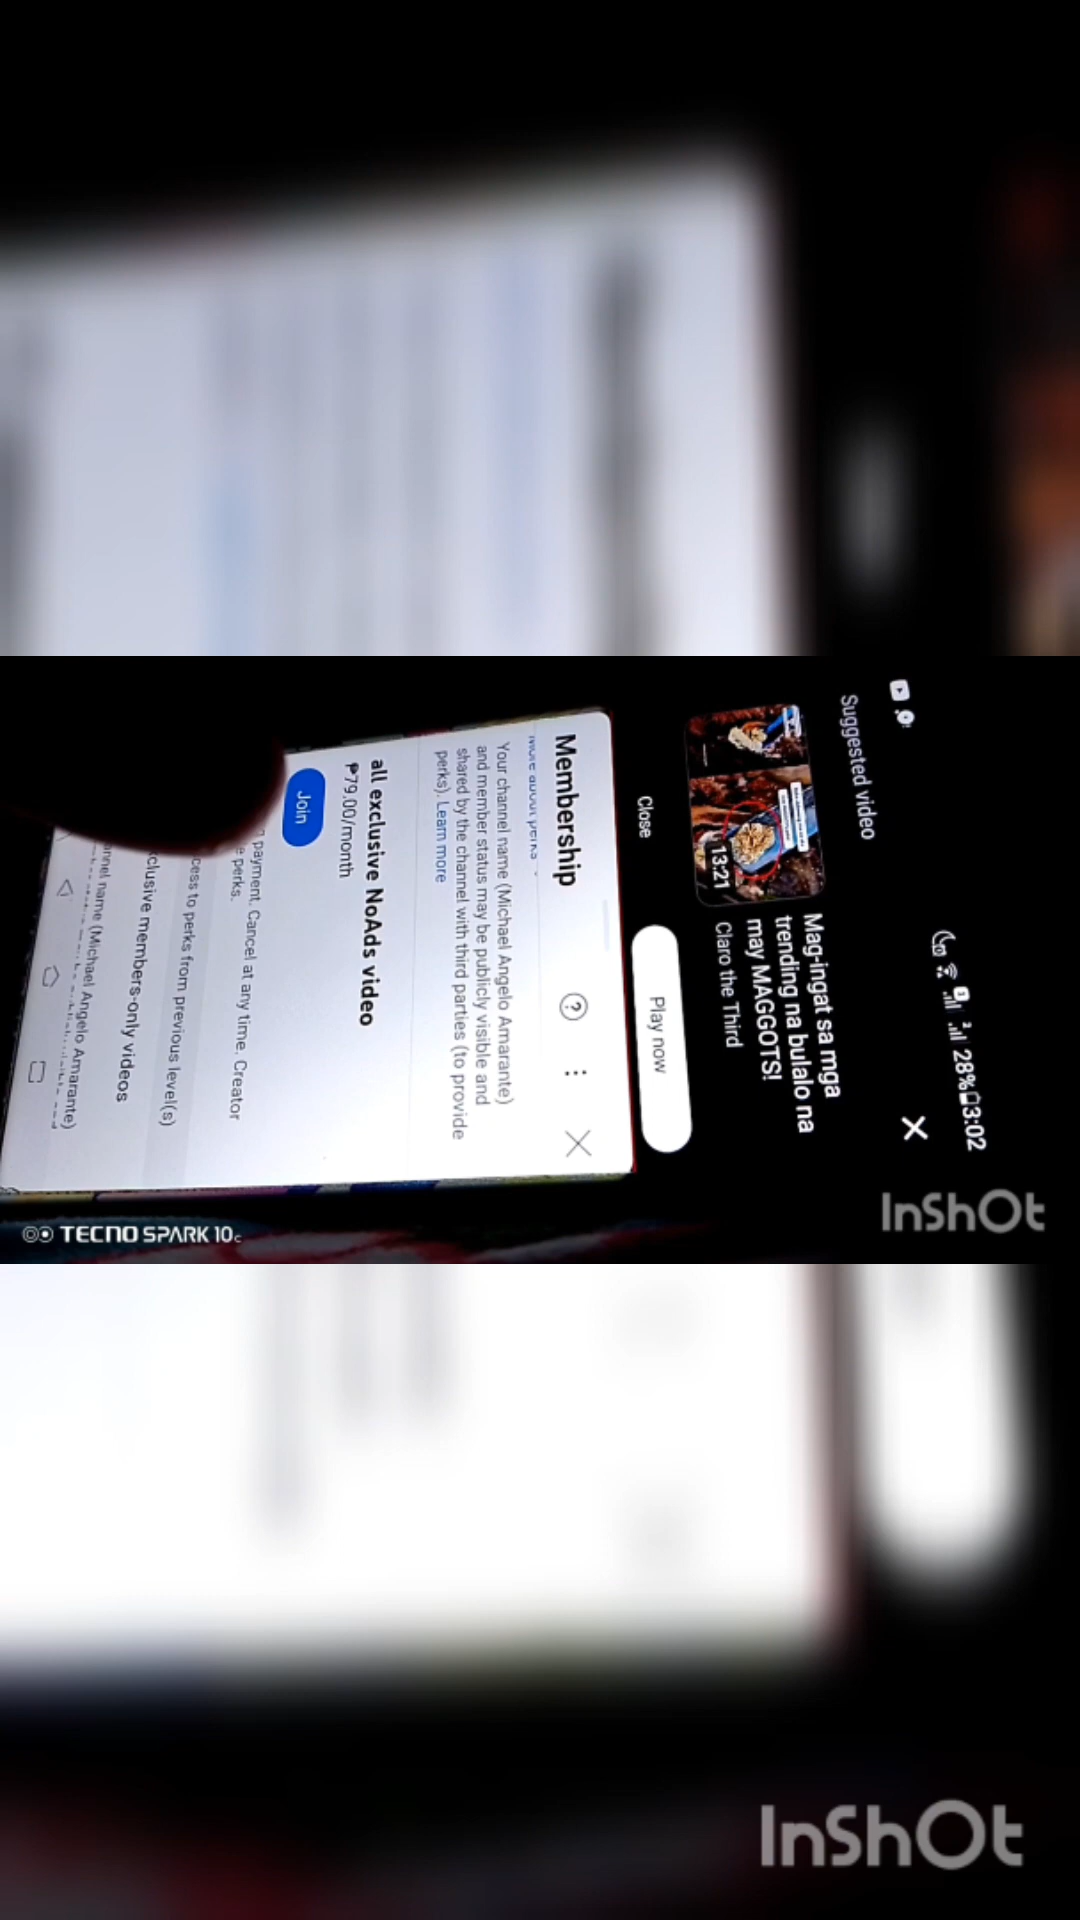 3:02
28%
Suggested video
13:21
Mag-ingat sa mga
trending na bulalo na
may MAGGOTS!
Claro the Third
Close
Play now
Membership
more about perks
Your channel name (Michael Angelo Amarante)
and member status may be publicly visible and
shared by the channel with third parties (to provide
perks). Learn more
all exclusive NoAds video
₱79.00/month
Join
payment. Cancel at any time. Creator
perks.
to perks from previous level(s)
members-only videos
name (Michael Angelo Amarante)
TECNO SPARK 10C
InShOt
InShOt